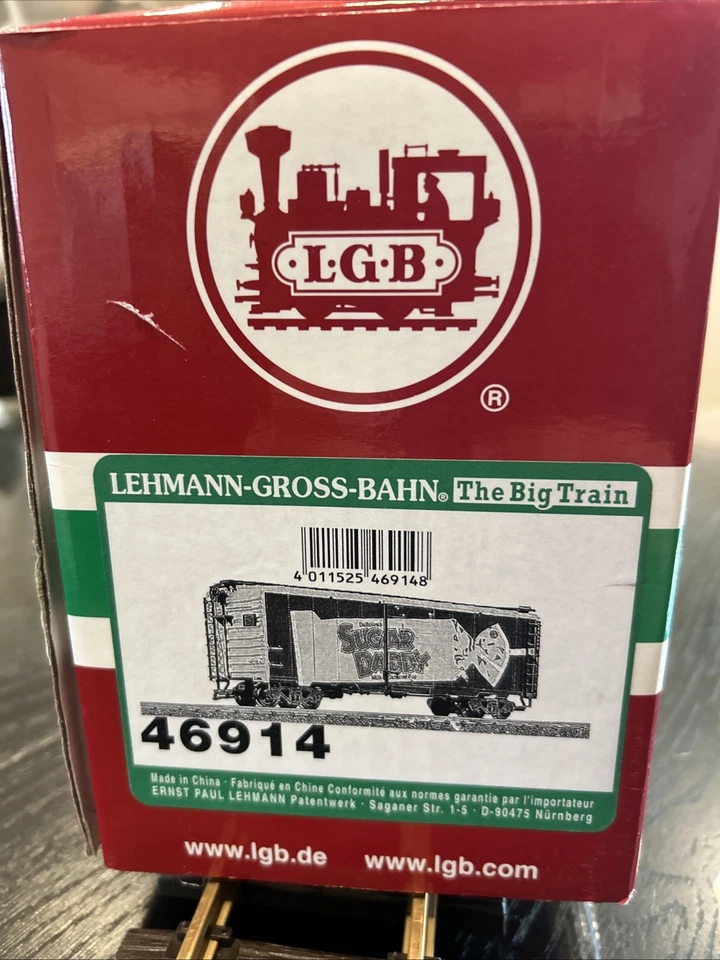 L·G·B
®
LEHMANN-GROSS-BAHN® The Big Train
4 011525 469148
SUGAR
DADDY
46914
Made in China · Fabriqué en Chine Conformité aux normes garantie par l'importateur
ERNST PAUL LEHMANN Patentwerk · Saganer Str. 1-5 · D-90475 Nürnberg
www.lgb.de www.lgb.com